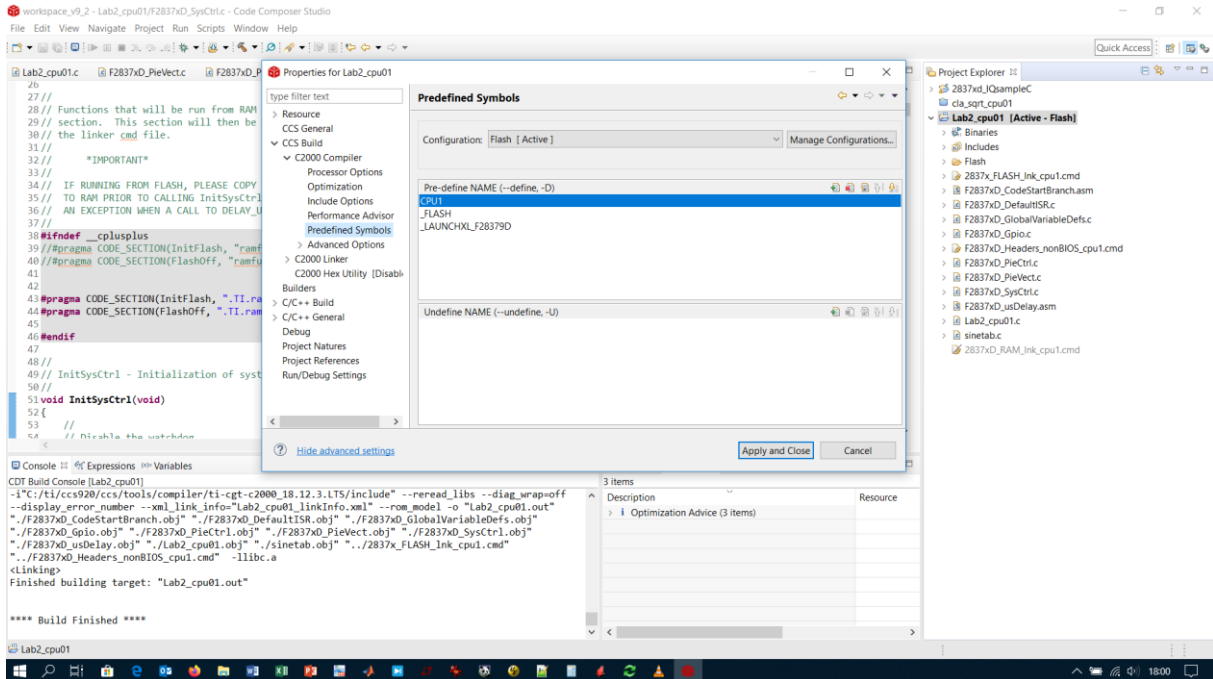 workspace_v9_2 - Lab2_cpu01/F2837xD_SysCtrl.c - Code Composer Studio
File Edit View Navigate Project Run Scripts Window Help
Quick Access
Lab2_cpu01.c F2837xD_PieVect.c F2837xD_P
26
27 //
28 // Functions that will be run from RAM
29 // section. This section will then be
30 // the linker cmd file.
31 //
32 // *IMPORTANT*
33 //
34 // IF RUNNING FROM FLASH, PLEASE COPY
35 // TO RAM PRIOR TO CALLING InitSysCtrl
36 // AN EXCEPTION WHEN A CALL TO DELAY_U
37 //
38 #ifndef __cplusplus
39 //#pragma CODE_SECTION(InitFlash, "ramf
40 //#pragma CODE_SECTION(FlashOff, "ramfu
41
42
43 #pragma CODE_SECTION(InitFlash, ".TI.ra
44 #pragma CODE_SECTION(FlashOff, ".TI.ram
45
46 #endif
47
48 //
49 // InitSysCtrl - Initialization of syst
50 //
51 void InitSysCtrl(void)
52 {
53 //
54 // Disable the watchdog
Properties for Lab2_cpu01
type filter text
Resource
CCS General
CCS Build
C2000 Compiler
Processor Options
Optimization
Include Options
Performance Advisor
Predefined Symbols
Advanced Options
C2000 Linker
C2000 Hex Utility [Disabl
Builders
C/C++ Build
C/C++ General
Debug
Project Natures
Project References
Run/Debug Settings
Predefined Symbols
Configuration: Flash [ Active ] Manage Configurations...
Pre-define NAME (--define, -D)
CPU1
_FLASH
_LAUNCHXL_F28379D
Undefine NAME (--undefine, -U)
Hide advanced settings
Apply and Close Cancel
Project Explorer
2837xd_IQsampleC
cla_sqrt_cpu01
Lab2_cpu01 [Active - Flash]
Binaries
Includes
Flash
2837x_FLASH_lnk_cpu1.cmd
F2837xD_CodeStartBranch.asm
F2837xD_DefaultISR.c
F2837xD_GlobalVariableDefs.c
F2837xD_Gpio.c
F2837xD_Headers_nonBIOS_cpu1.cmd
F2837xD_PieCtrl.c
F2837xD_PieVect.c
F2837xD_SysCtrl.c
F2837xD_usDelay.asm
Lab2_cpu01.c
sinetab.c
2837xD_RAM_lnk_cpu1.cmd
Console Expressions Variables
CDT Build Console [Lab2_cpu01]
-i"C:/ti/ccs920/ccs/tools/compiler/ti-cgt-c2000_18.12.3.LTS/include" --reread_libs --diag_wrap=off
--display_error_number --xml_link_info="Lab2_cpu01_linkInfo.xml" --rom_model -o "Lab2_cpu01.out"
"./F2837xD_CodeStartBranch.obj" "./F2837xD_DefaultISR.obj" "./F2837xD_GlobalVariableDefs.obj"
"./F2837xD_Gpio.obj" "./F2837xD_PieCtrl.obj" "./F2837xD_PieVect.obj" "./F2837xD_SysCtrl.obj"
"./F2837xD_usDelay.obj" "./Lab2_cpu01.obj" "./sinetab.obj" "../2837x_FLASH_lnk_cpu1.cmd"
"../F2837xD_Headers_nonBIOS_cpu1.cmd" -llibc.a
<Linking>
Finished building target: "Lab2_cpu01.out"
**** Build Finished ****
3 items
Description Resource
Optimization Advice (3 items)
Lab2_cpu01
18:00